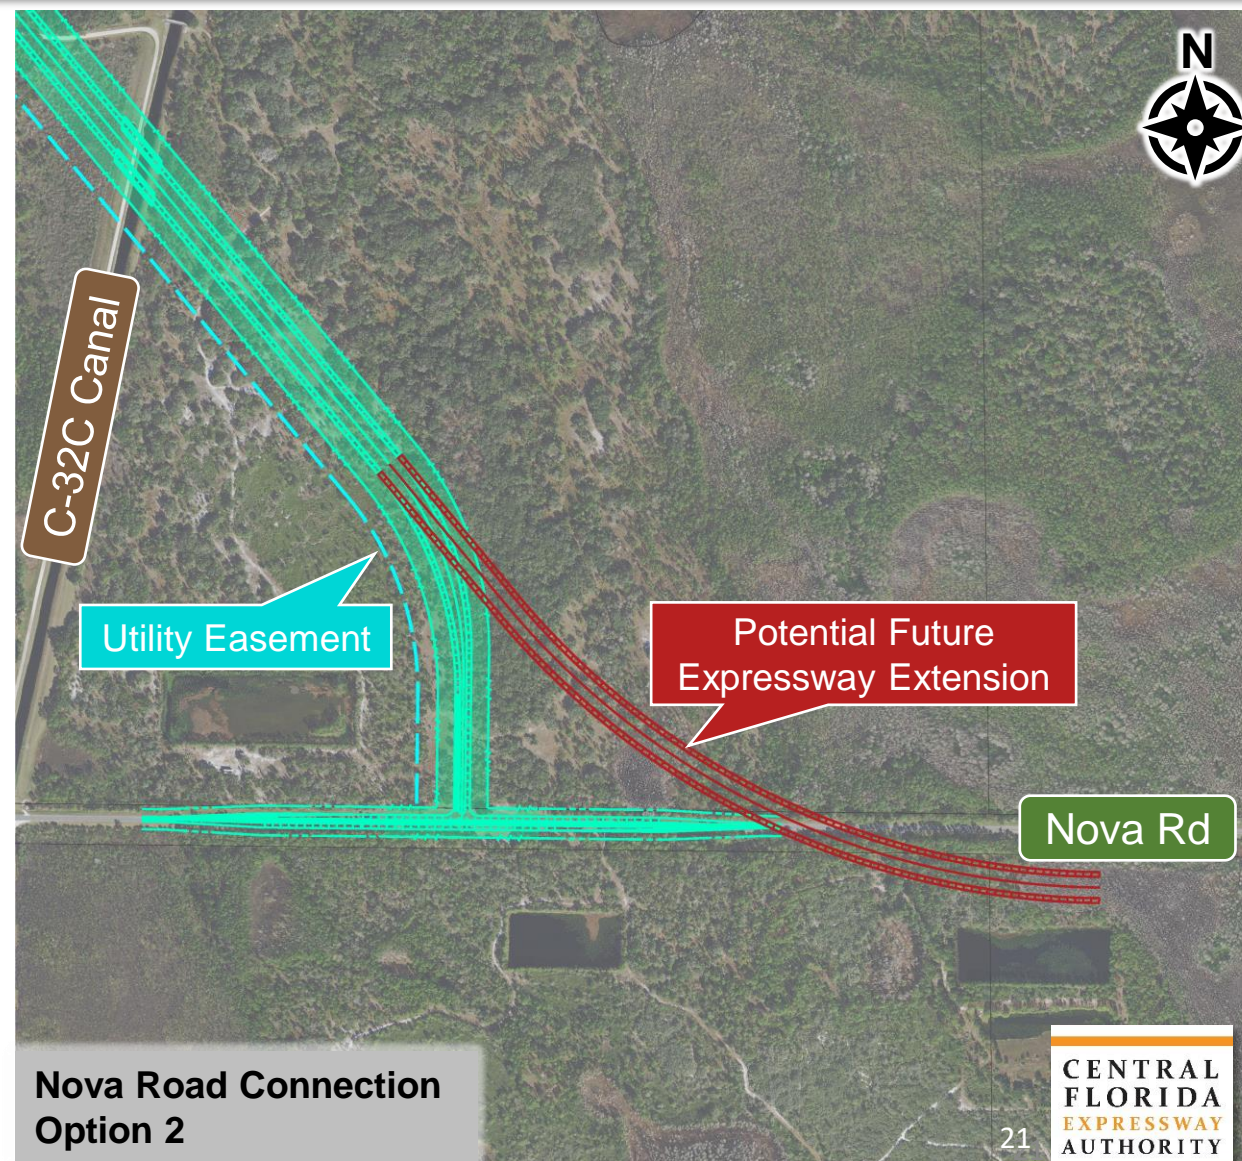 N
C-32C Canal
Utility Easement
Potential Future
Expressway Extension
Nova Rd
Nova Road Connection
Option 2
21
CENTRAL
FLORIDA
EXPRESSWAY
AUTHORITY